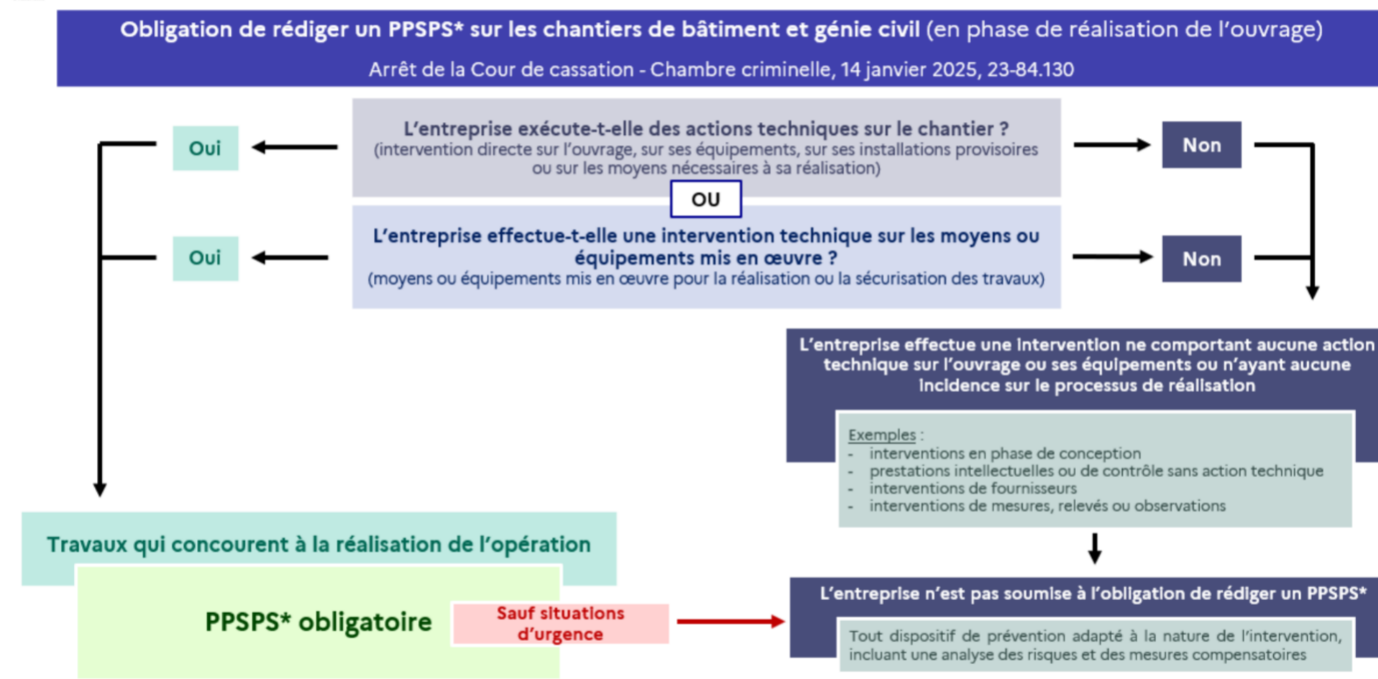 Obligation de rédiger un PPSPS* sur les chantiers de bâtiment et génie civil (en phase de réalisation de l'ouvrage)
Arrêt de la Cour de cassation - Chambre criminelle, 14 janvier 2025, 23-84.130
L'entreprise exécute-t-elle des actions techniques sur le chantier ?
(intervention directe sur l'ouvrage, sur ses équipements, sur ses installations provisoires
ou sur les moyens nécessaires à sa réalisation)
Oui
Non
OU
L'entreprise effectue-t-elle une intervention technique sur les moyens ou
équipements mis en œuvre ?
(moyens ou équipements mis en œuvre pour la réalisation ou la sécurisation des travaux)
Oui
Non
L'entreprise effectue une intervention ne comportant aucune action
technique sur l'ouvrage ou ses équipements ou n'ayant aucune
incidence sur le processus de réalisation
Exemples :
- interventions en phase de conception
- prestations intellectuelles ou de contrôle sans action technique
- interventions de fournisseurs
- interventions de mesures, relevés ou observations
Travaux qui concourent à la réalisation de l'opération
PPSPS* obligatoire
Sauf situations
d'urgence
L'entreprise n'est pas soumise à l'obligation de rédiger un PPSPS*
Tout dispositif de prévention adapté à la nature de l'intervention,
incluant une analyse des risques et des mesures compensatoires